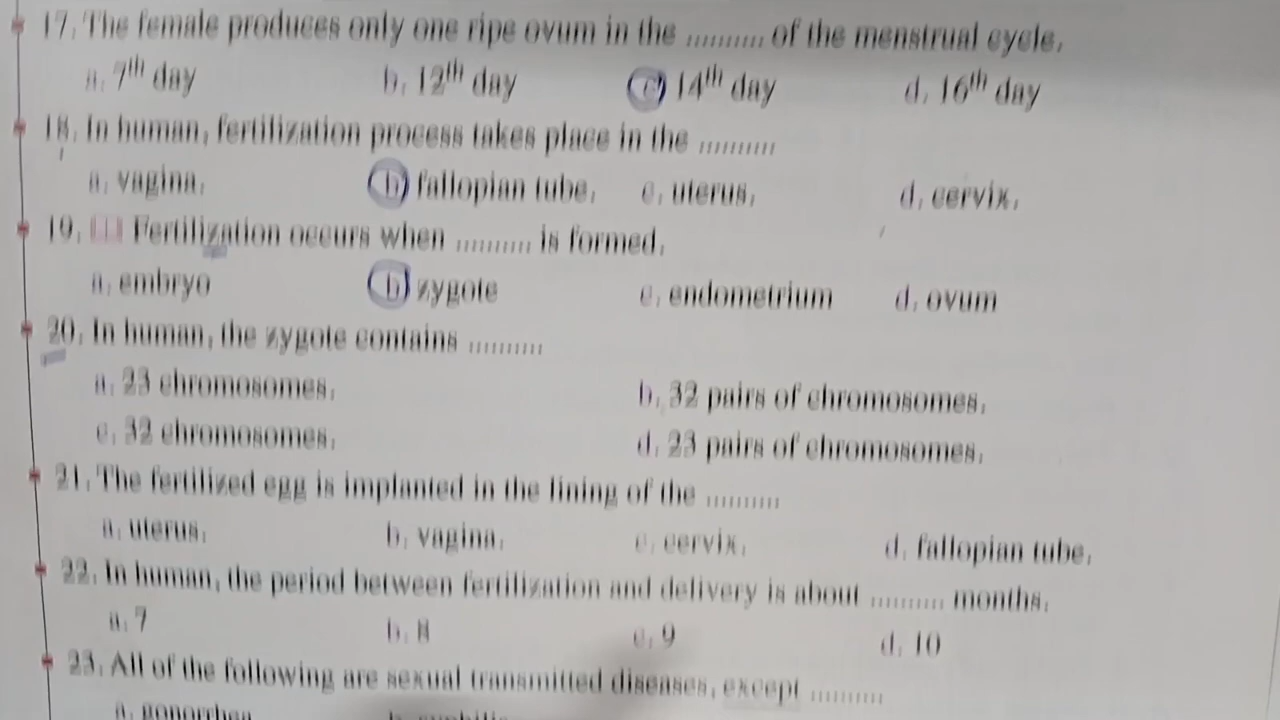 17. The female produces only one ripe ovum in the .......... of the menstrual cycle.
a. 7th day b. 12th day c 14th day d. 16th day
18. In human, fertilization process takes place in the ..........
a. vagina. b fallopian tube. c. uterus. d. cervix.
19. Fertilization occurs when .......... is formed.
a. embryo b zygote c. endometrium d. ovum
20. In human, the zygote contains ..........
a. 23 chromosomes. b. 32 pairs of chromosomes.
c. 32 chromosomes. d. 23 pairs of chromosomes.
21. The fertilized egg is implanted in the lining of the ..........
a. uterus. b. vagina. c. cervix. d. fallopian tube.
22. In human, the period between fertilization and delivery is about .......... months.
a. 7 b. 8 c. 9 d. 10
23. All of the following are sexual transmitted diseases, except ..........
a. gonorrhea b. syphilis